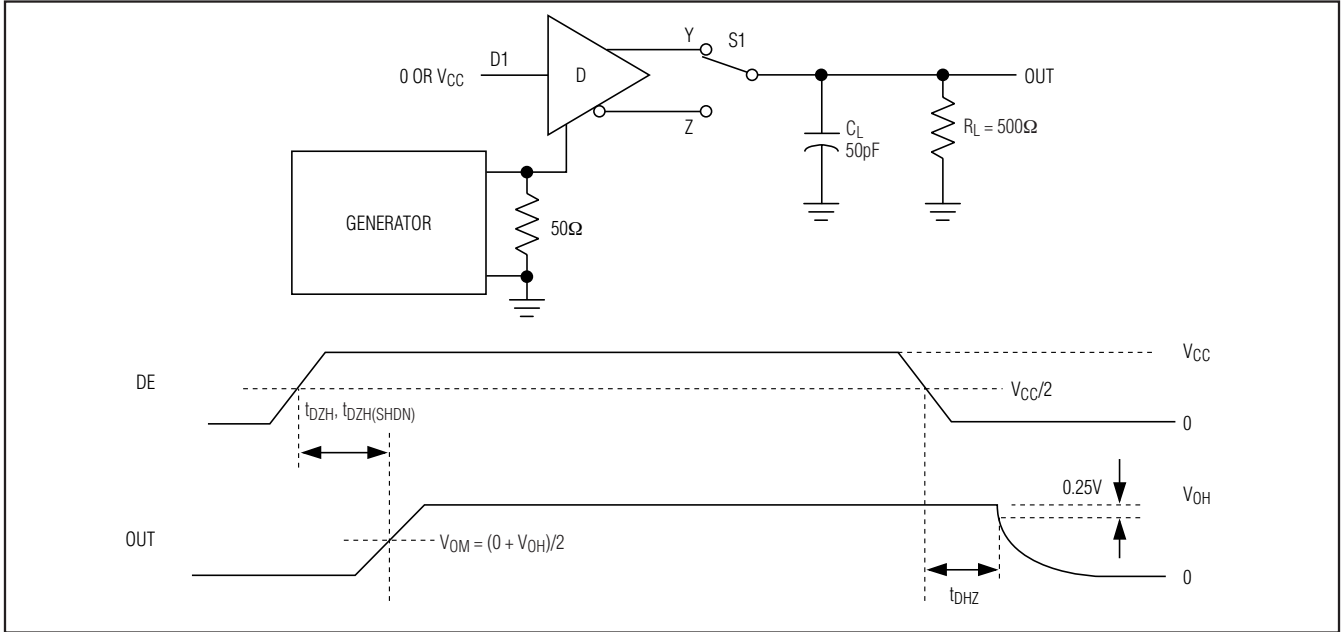 Y
S1
D1
0 OR VCC
D
OUT
Z
CL
50pF
RL = 500Ω
GENERATOR
50Ω
VCC
DE
VCC/2
tDZH, tDZH(SHDN)
0
0.25V
VOH
OUT
VOM = (0 + VOH)/2
0
tDHZ